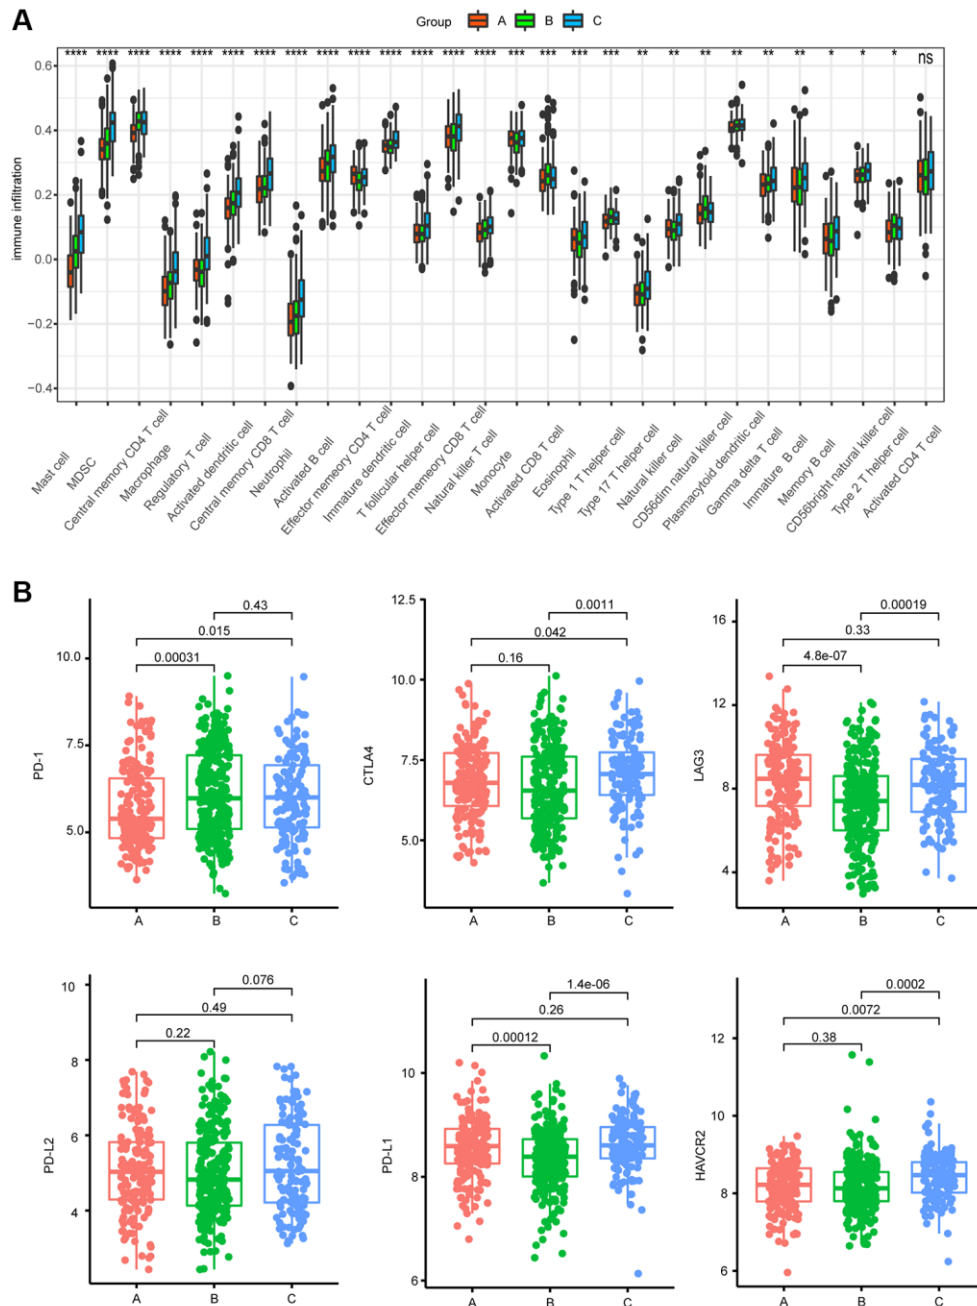 A
Group A B C
**** **** **** **** **** **** **** **** **** **** **** **** **** *** *** *** *** ** ** ** ** ** ** * * * ns
immune infiltration
0.6
0.4
0.2
0.0
−0.2
−0.4
Mast cell
MDSC
Central memory CD4 T cell
Macrophage
Regulatory T cell
Activated dendritic cell
Central memory CD8 T cell
Neutrophil
Activated B cell
Effector memory CD4 T cell
Immature dendritic cell
T follicular helper cell
Effector memory CD8 T cell
Natural killer T cell
Monocyte
Activated CD8 T cell
Eosinophil
Type 1 T helper cell
Type 17 T helper cell
Natural killer cell
CD56dim natural killer cell
Plasmacytoid dendritic cell
Gamma delta T cell
Immature B cell
Memory B cell
CD56bright natural killer cell
Type 2 T helper cell
Activated CD4 T cell
B
PD-1
10.0
7.5
5.0
0.43
0.015
0.00031
A B C
CTLA4
12.5
10.0
7.5
5.0
0.0011
0.042
0.16
A B C
LAG3
16
12
8
4
0.00019
0.33
4.8e-07
A B C
PD-L2
10
8
6
4
0.076
0.49
0.22
A B C
PD-L1
10
8
6
1.4e-06
0.26
0.00012
A B C
HAVCR2
12
10
8
6
0.0002
0.0072
0.38
A B C